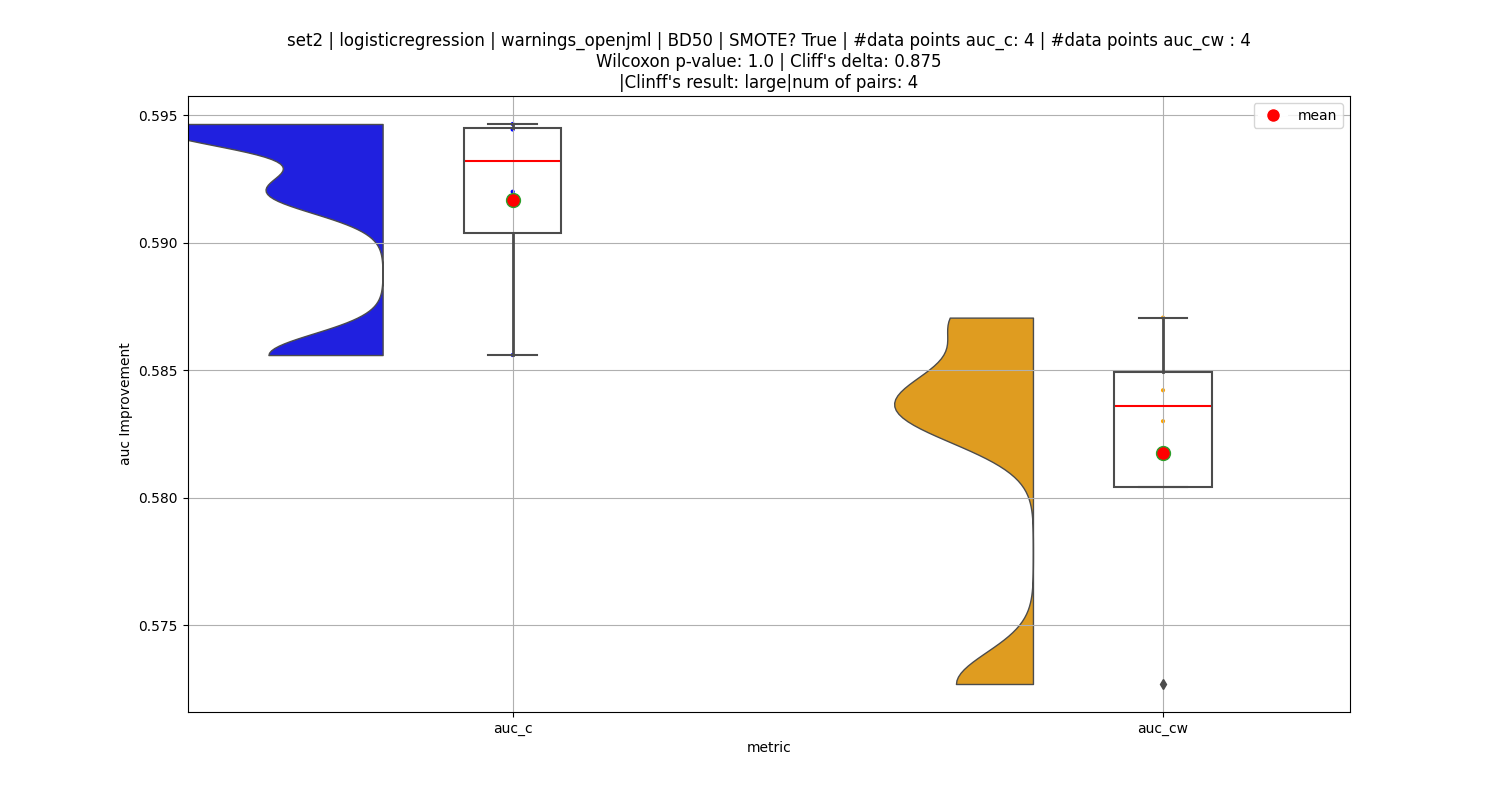 set2 | logisticregression | warnings_openjml | BD50 | SMOTE? True | #data points auc_c: 4 | #data points auc_cw : 4
Wilcoxon p-value: 1.0 | Cliff's delta: 0.875
|Clinff's result: large|num of pairs: 4
mean
0.595
0.590
0.585
0.580
0.575
auc Improvement
auc_c
auc_cw
metric